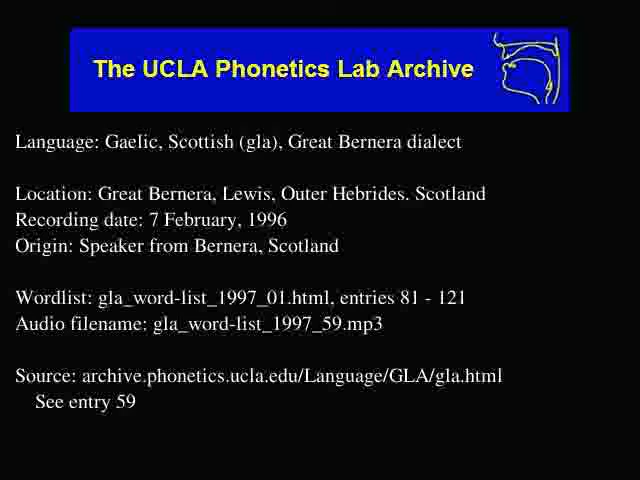 The UCLA Phonetics Lab Archive
Language: Gaelic, Scottish (gla), Great Bernera dialect
Location: Great Bernera, Lewis, Outer Hebrides. Scotland
Recording date: 7 February, 1996
Origin: Speaker from Bernera, Scotland
Wordlist: gla_word-list_1997_01.html, entries 81 - 121
Audio filename: gla_word-list_1997_59.mp3
Source: archive.phonetics.ucla.edu/Language/GLA/gla.html
See entry 59